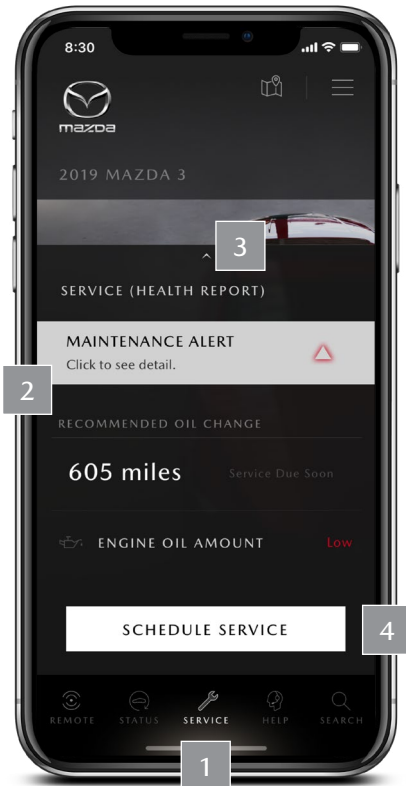 8:30
mazda
2019 MAZDA 3
3
SERVICE (HEALTH REPORT)
MAINTENANCE ALERT
Click to see detail.
2
RECOMMENDED OIL CHANGE
605 miles Service Due Soon
ENGINE OIL AMOUNT Low
SCHEDULE SERVICE
4
REMOTE STATUS SERVICE HELP SEARCH
1